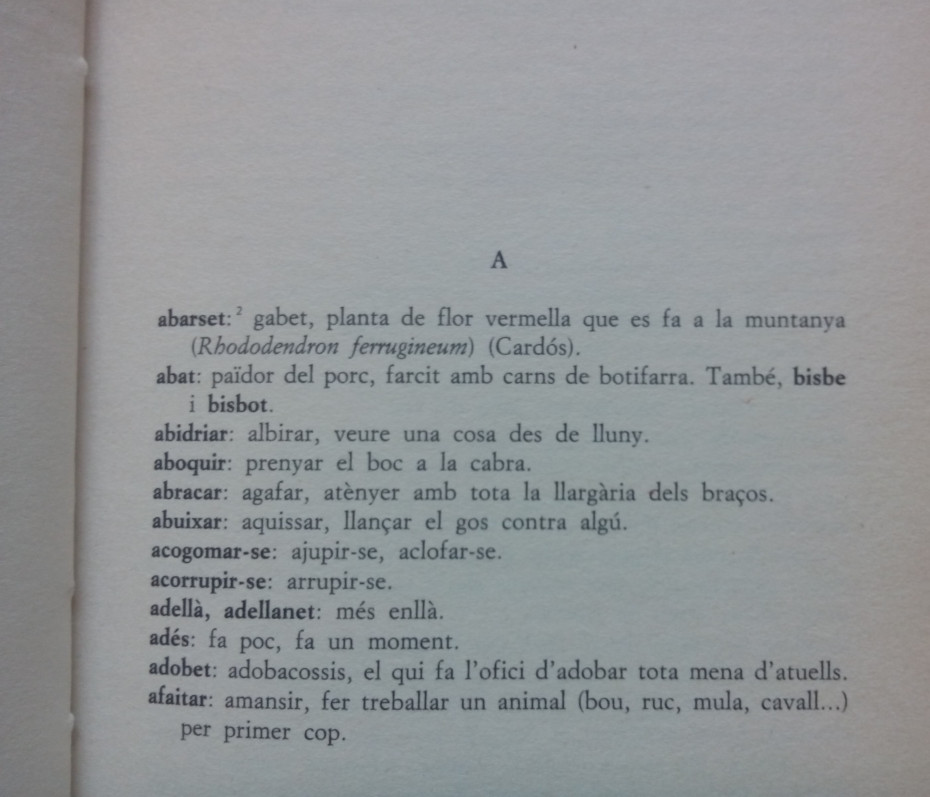 A
abarset:² gabet, planta de flor vermella que es fa a la muntanya
(Rhododendron ferrugineum) (Cardós).
abat: païdor del porc, farcit amb carns de botifarra. També, bisbe
i bisbot.
abidriar: albirar, veure una cosa des de lluny.
aboquir: prenyar el boc a la cabra.
abracar: agafar, atènyer amb tota la llargària dels braços.
abuixar: aquissar, llançar el gos contra algú.
acogomar-se: ajupir-se, aclofar-se.
acorrupir-se: arrupir-se.
adellà, adellanet: més enllà.
adés: fa poc, fa un moment.
adobet: adobacossis, el qui fa l'ofici d'adobar tota mena d'atuells.
afaitar: amansir, fer treballar un animal (bou, ruc, mula, cavall...)
per primer cop.